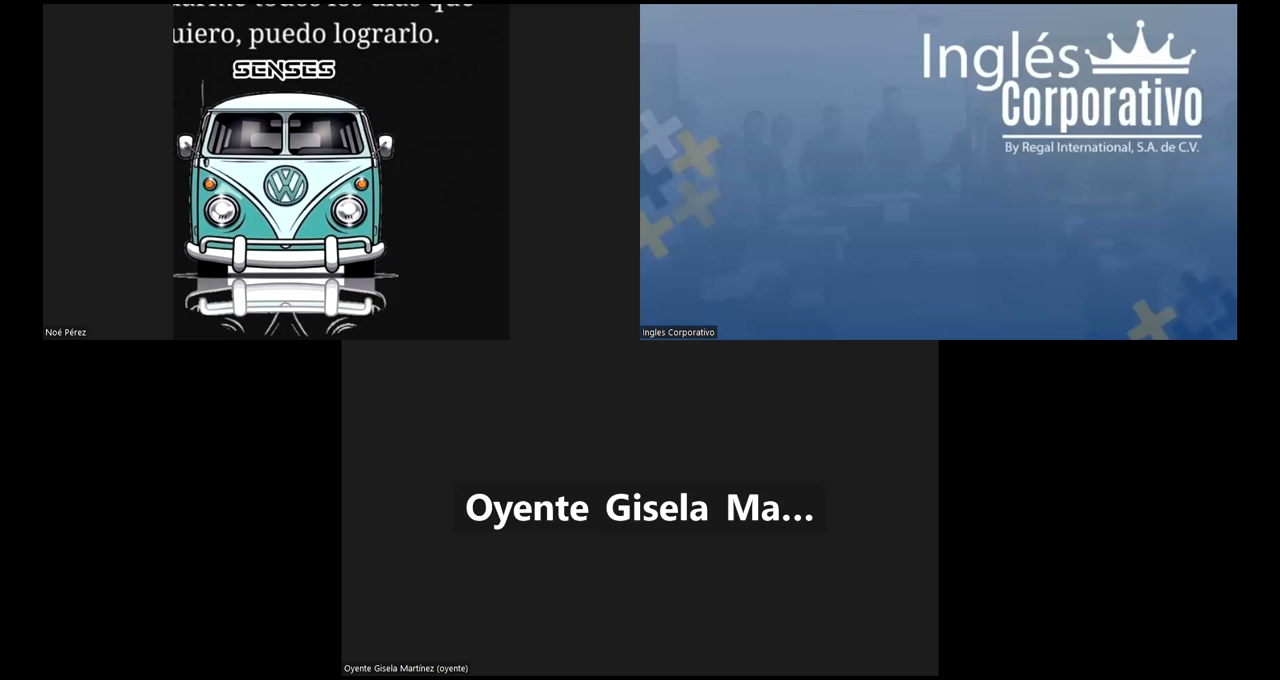 uiero, puedo lograrlo.
SENSES
Noé Pérez
Inglés
Corporativo
By Regal International, S.A. de C.V.
Ingles Corporativo
Oyente Gisela Ma...
Oyente Gisela Martínez (oyente)